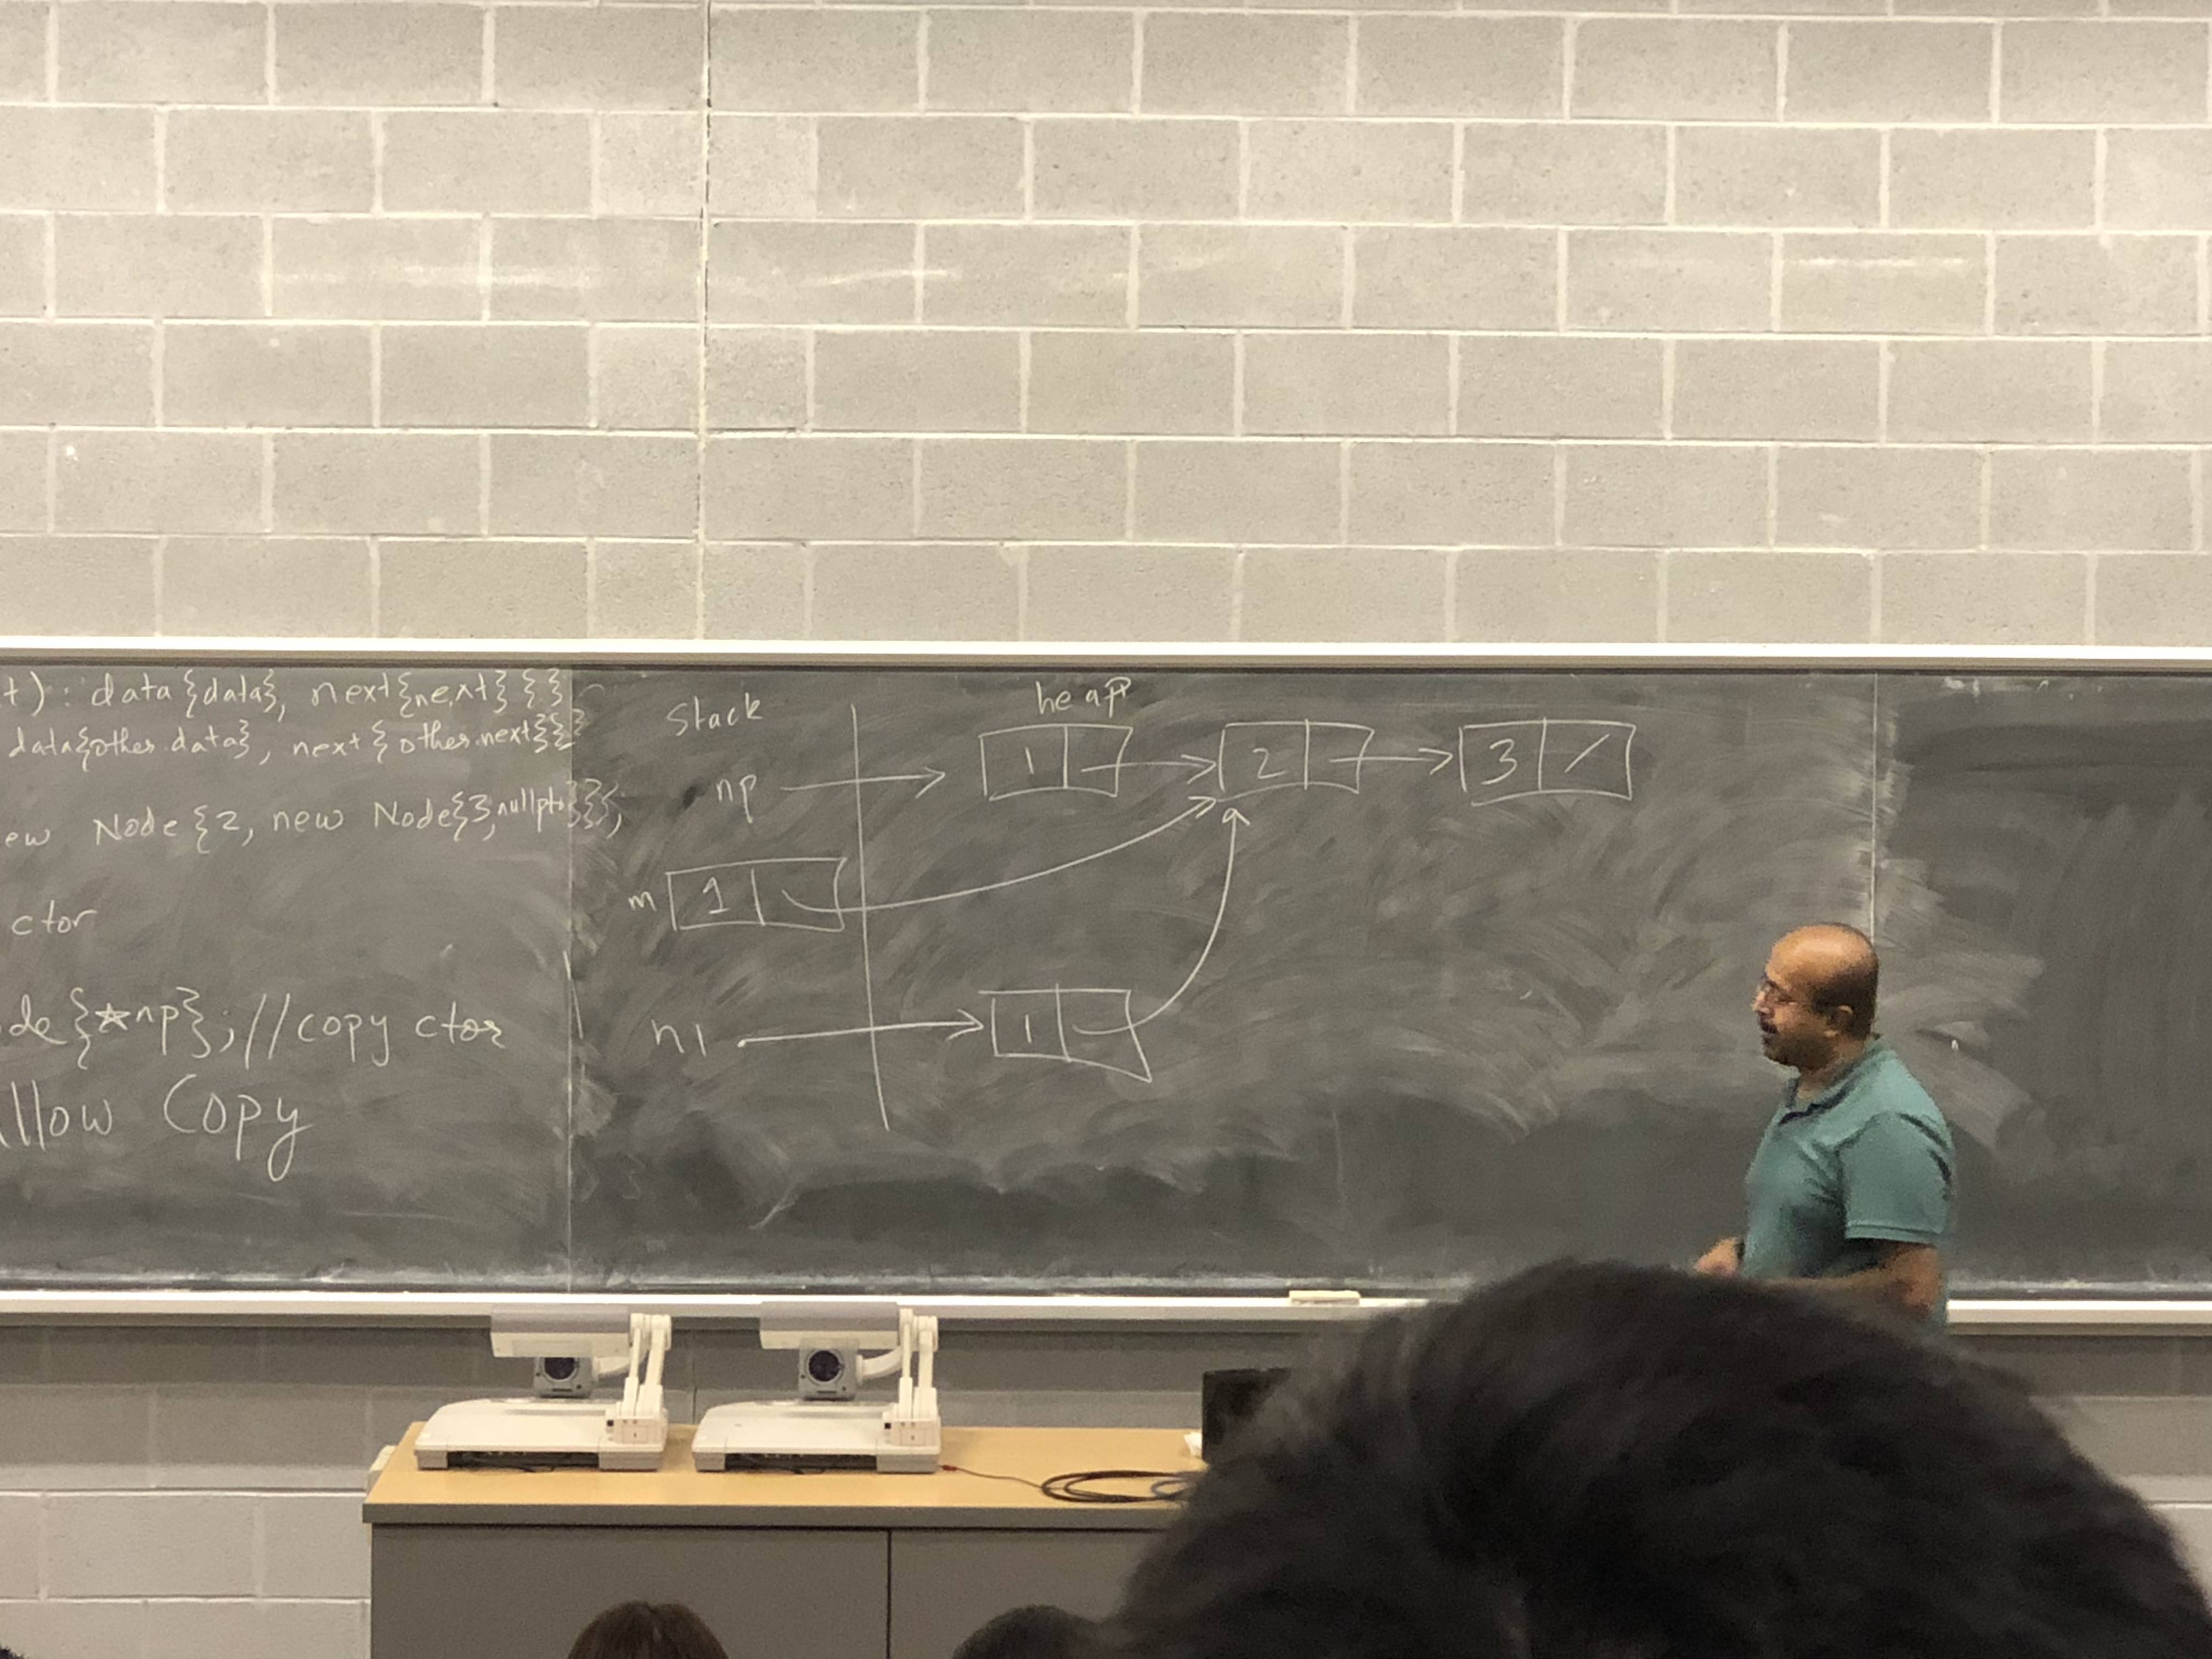 t) : data{data}, next{next} {}
data{other.data}, next{other.next}{}
ew Node{2, new Node{3,nullptr}}};
ctor
de{*np}; // copy ctor
llow Copy
Stack
heap
np
1
2
3 /
m
1
n1
1